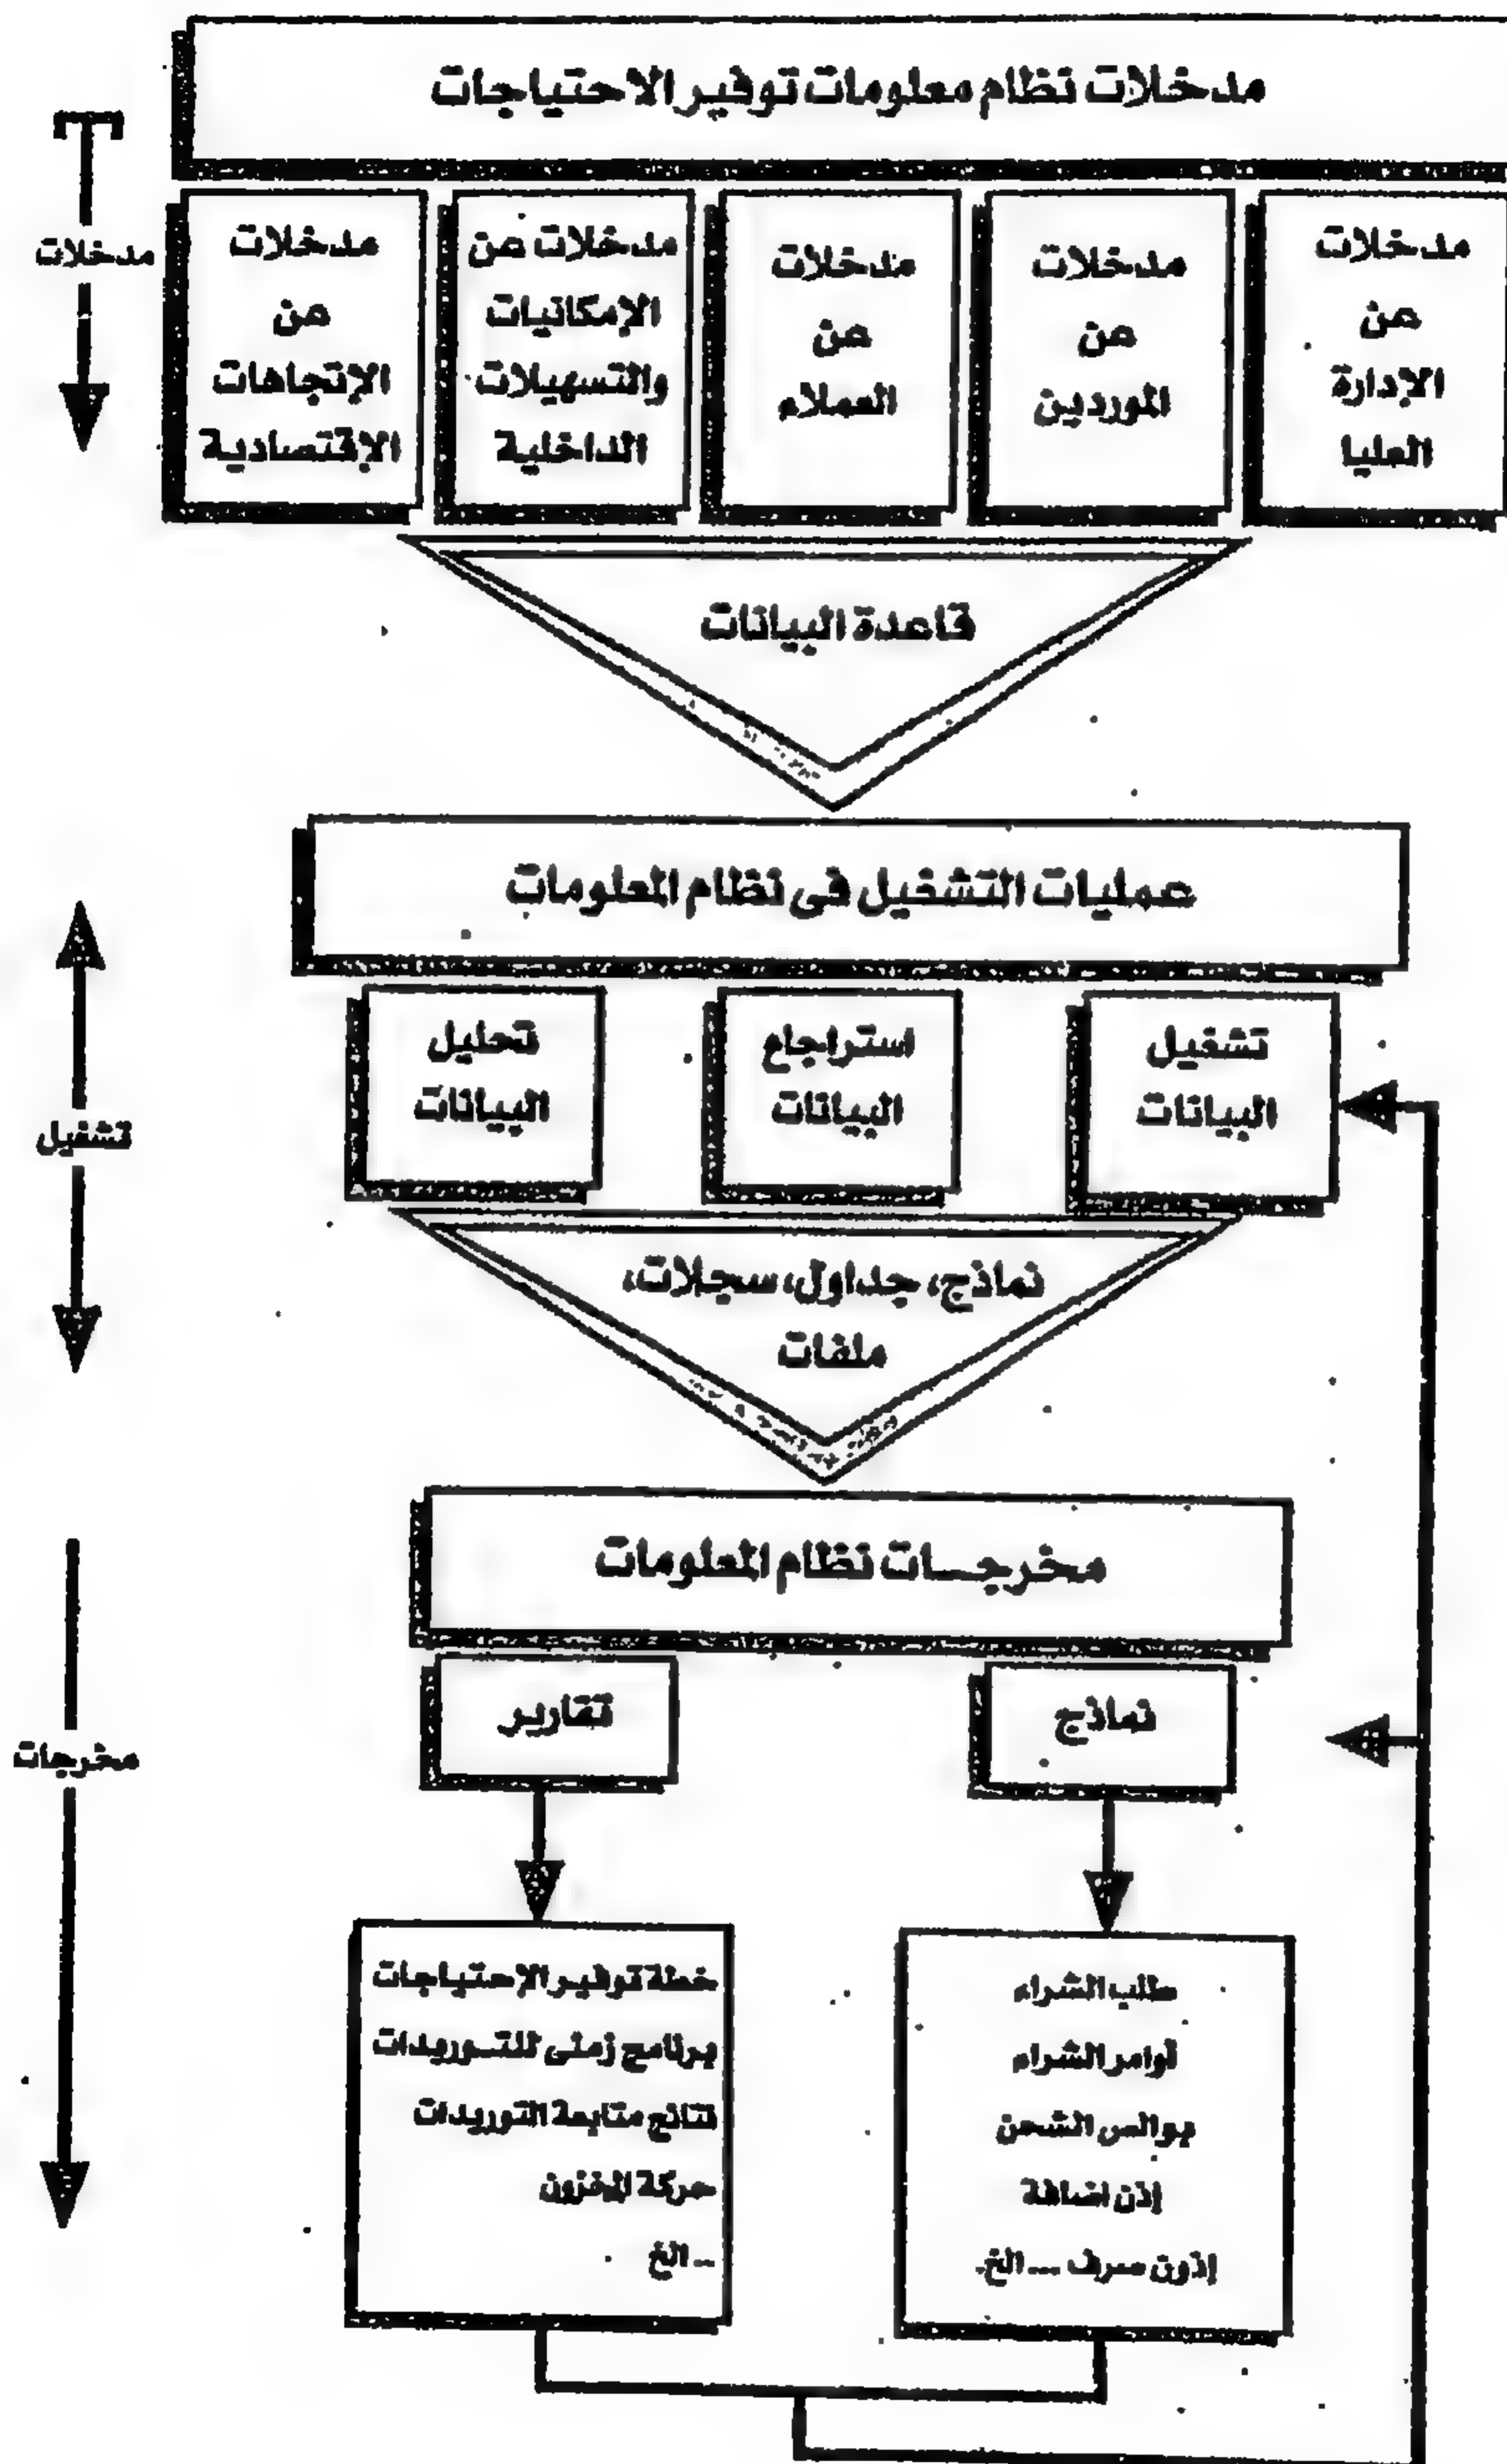 مدخلات نظام معلومات توفير الاحتياجات
مدخلات
مدخلات
من
الإدارة
العليا
مدخلات
من
الموردين
مدخلات
من
العملاء
مدخلات من
الإمكانيات
والتسهيلات
الداخلية
مدخلات
من
الإتجاهات
الإقتصادية
قاعدة البيانات
عمليات التشغيل فى نظام المعلومات
تشغيل
تشغيل
البيانات
استراجاع
البيانات
تحليل
البيانات
نماذج، جداول، سجلات،
ملفات
مخرجـات نظام المعلومات
مخرجات
نماذج
تقارير
طلب الشراء
أوامر الشراء
بوالص الشحن
إذن اضافة
إذون صرف ... الخ.
خطة توفير الإحتياجات
برنامج زمنى للتوريدات
نتائج متابعة التوريدات
حركة المخزون
.. الخ